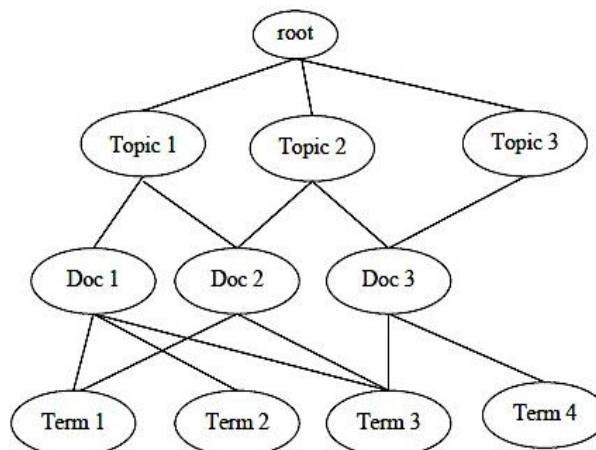 root
Topic 1
Topic 2
Topic 3
Doc 1
Doc 2
Doc 3
Term 1
Term 2
Term 3
Term 4